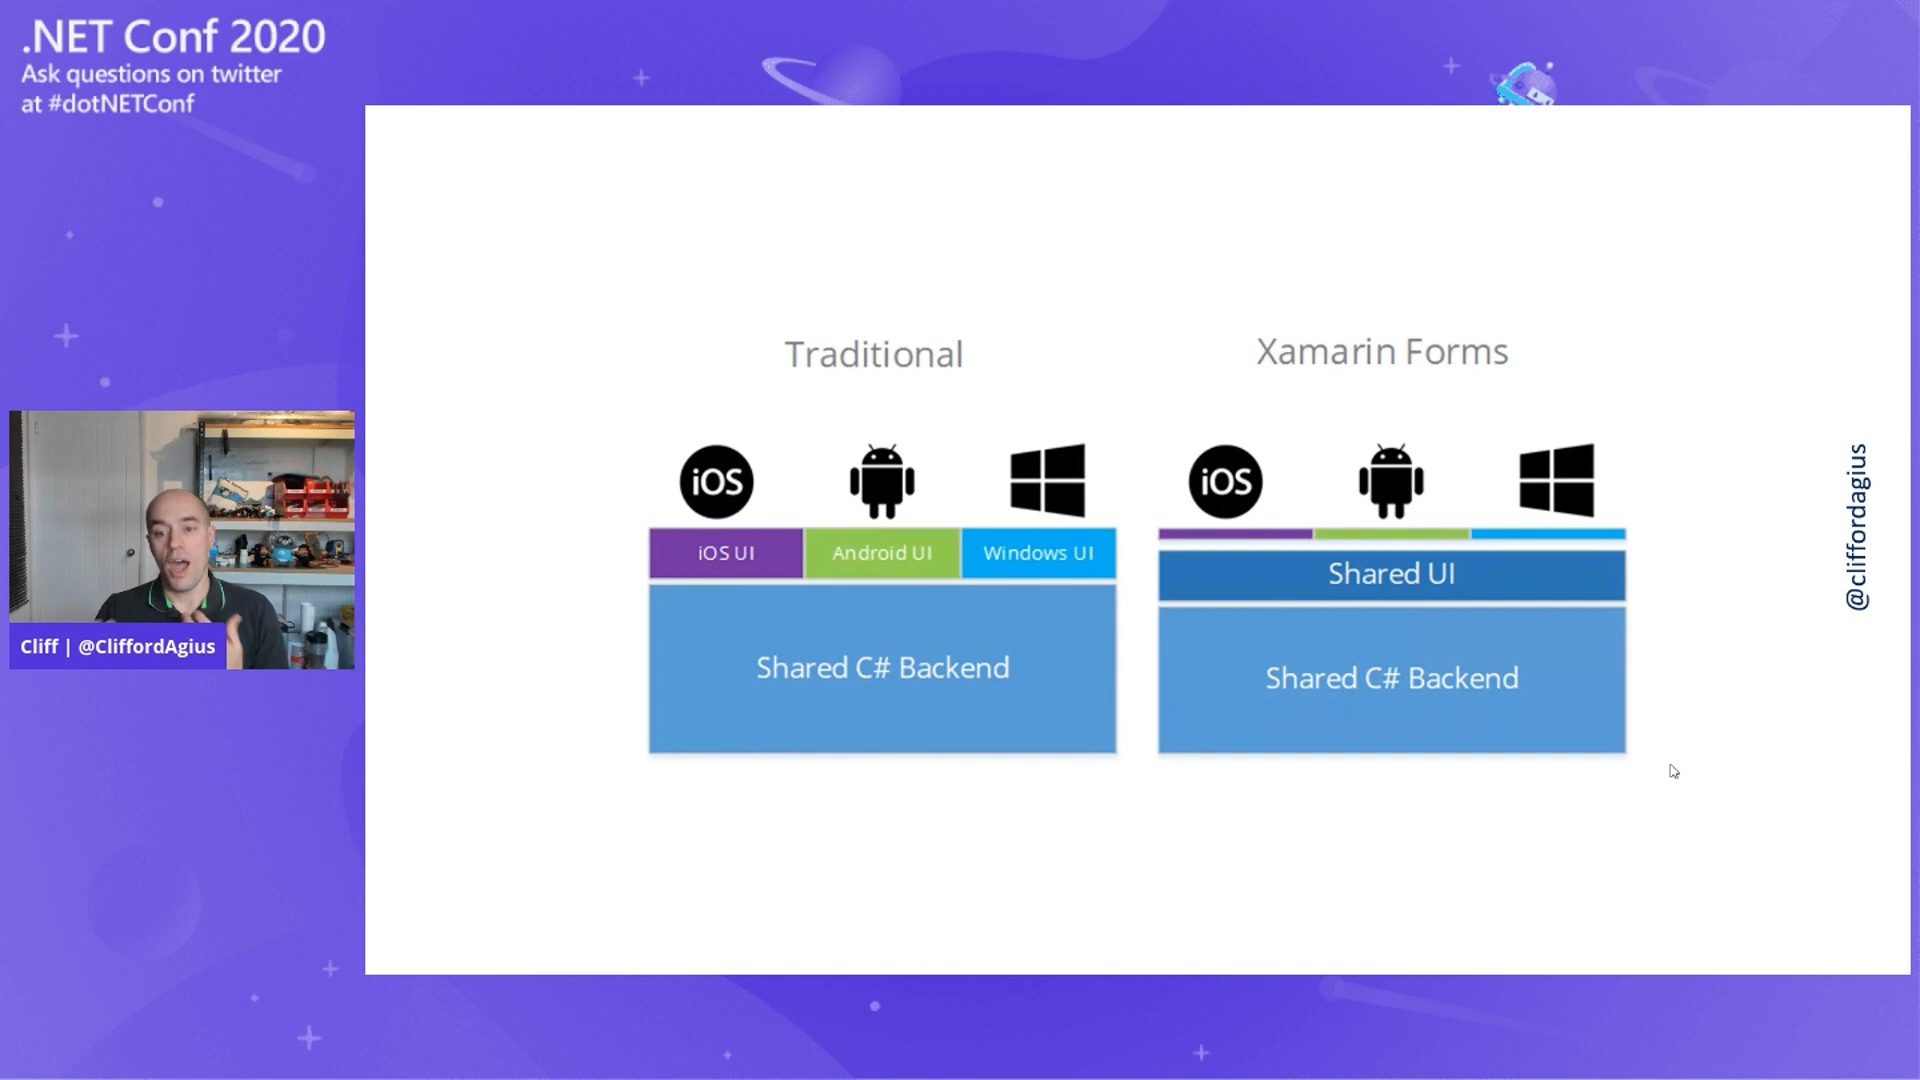 .NET Conf 2020
Ask questions on twitter
at #dotNETConf
Traditional
Xamarin Forms
iOS
iOS
iOS UI
Android UI
Windows UI
Shared UI
Shared C# Backend
Shared C# Backend
@cliffordagius
Cliff | @CliffordAgius